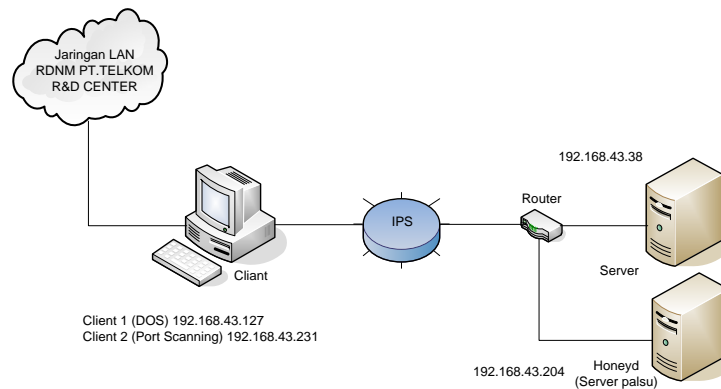 Jaringan LAN
RDNM PT.TELKOM
R&D CENTER
192.168.43.38
Router
IPS
Server
Cliant
Client 1 (DOS) 192.168.43.127
Client 2 (Port Scanning) 192.168.43.231
192.168.43.204
Honeyd
(Server palsu)